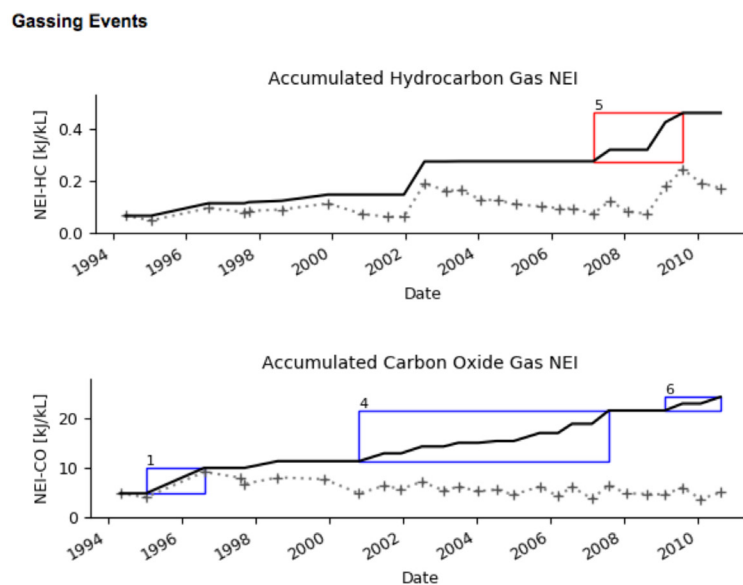 Gassing Events
Accumulated Hydrocarbon Gas NEI
5
NEI-HC [kJ/kL]
0.4
0.2
0.0
1994 1996 1998 2000 2002 2004 2006 2008 2010
Date
Accumulated Carbon Oxide Gas NEI
6
4
1
NEI-CO [kJ/kL]
20
10
0
1994 1996 1998 2000 2002 2004 2006 2008 2010
Date